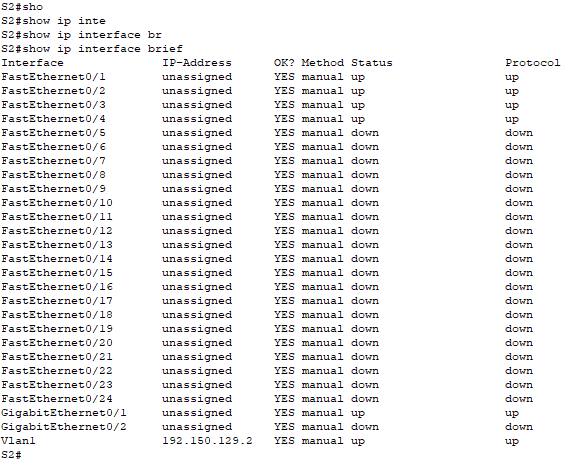 S2#sho
S2#show ip inte
S2#show ip interface br
S2#show ip interface brief
Interface IP-Address OK? Method Status Protocol
FastEthernet0/1 unassigned YES manual up up
FastEthernet0/2 unassigned YES manual up up
FastEthernet0/3 unassigned YES manual up up
FastEthernet0/4 unassigned YES manual up up
FastEthernet0/5 unassigned YES manual down down
FastEthernet0/6 unassigned YES manual down down
FastEthernet0/7 unassigned YES manual down down
FastEthernet0/8 unassigned YES manual down down
FastEthernet0/9 unassigned YES manual down down
FastEthernet0/10 unassigned YES manual down down
FastEthernet0/11 unassigned YES manual down down
FastEthernet0/12 unassigned YES manual down down
FastEthernet0/13 unassigned YES manual down down
FastEthernet0/14 unassigned YES manual down down
FastEthernet0/15 unassigned YES manual down down
FastEthernet0/16 unassigned YES manual down down
FastEthernet0/17 unassigned YES manual down down
FastEthernet0/18 unassigned YES manual down down
FastEthernet0/19 unassigned YES manual down down
FastEthernet0/20 unassigned YES manual down down
FastEthernet0/21 unassigned YES manual down down
FastEthernet0/22 unassigned YES manual down down
FastEthernet0/23 unassigned YES manual down down
FastEthernet0/24 unassigned YES manual down down
GigabitEthernet0/1 unassigned YES manual up up
GigabitEthernet0/2 unassigned YES manual down down
Vlan1 192.150.129.2 YES manual up up
S2#